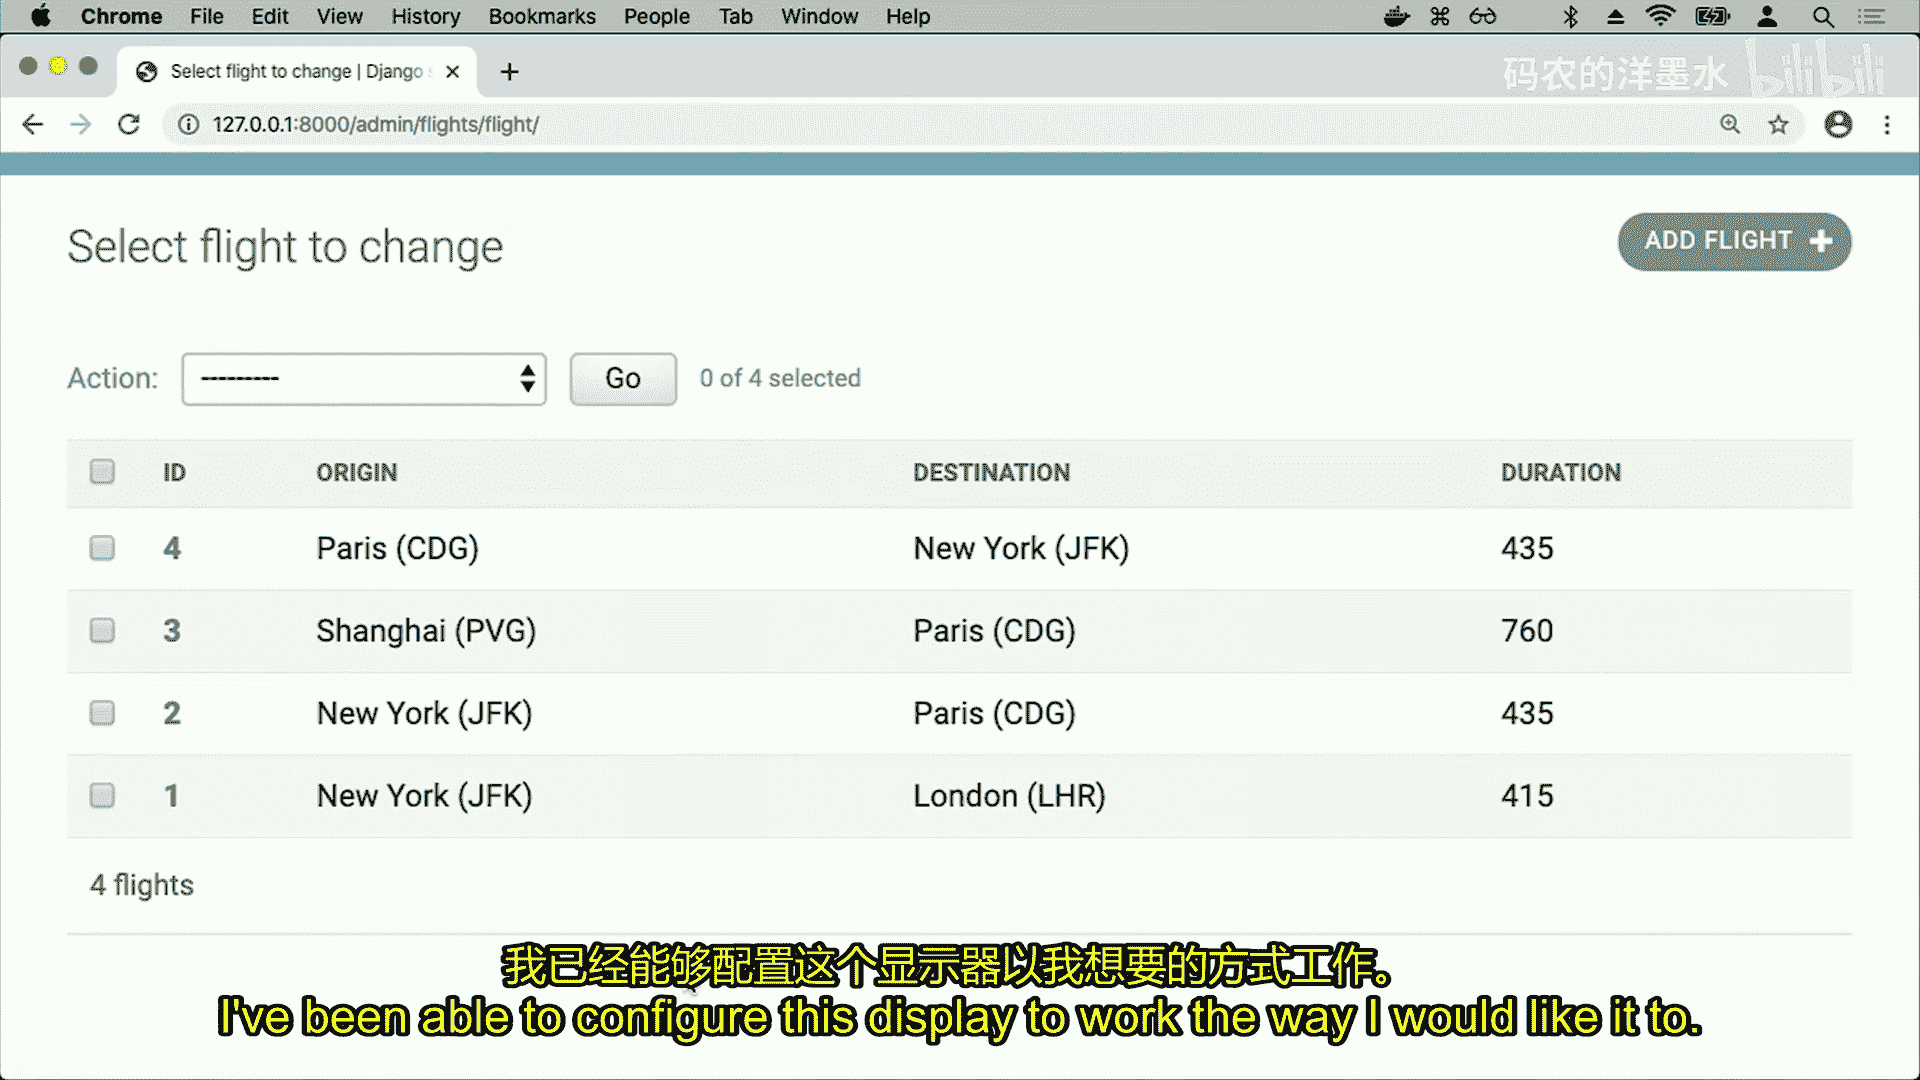 Chrome File Edit View History Bookmarks People Tab Window Help
Select flight to change | Django s
码农的洋墨水 bilibili
127.0.0.1:8000/admin/flights/flight/
Select flight to change
ADD FLIGHT +
Action: --------- Go 0 of 4 selected
ID ORIGIN DESTINATION DURATION
4 Paris (CDG) New York (JFK) 435
3 Shanghai (PVG) Paris (CDG) 760
2 New York (JFK) Paris (CDG) 435
1 New York (JFK) London (LHR) 415
4 flights
我已经能够配置这个显示器以我想要的方式工作。
I've been able to configure this display to work the way I would like it to.